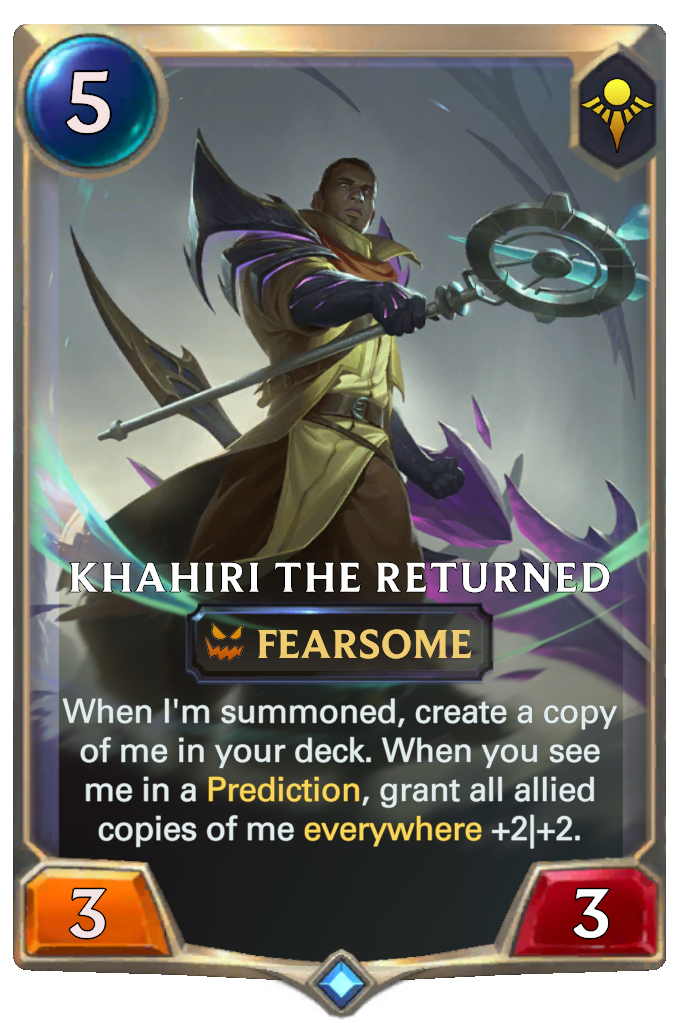 5
KHAHIRI THE RETURNED
FEARSOME
When I'm summoned, create a copy
of me in your deck. When you see
me in a Prediction, grant all allied
copies of me everywhere +2|+2.
3 3